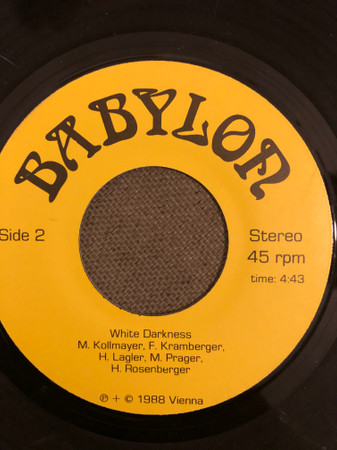 BABYLON
Side 2
Stereo
45 rpm
time: 4:43
White Darkness
M. Kollmayer, F. Kramberger,
H. Lagler, M. Prager,
H. Rosenberger
℗ + © 1988 Vienna